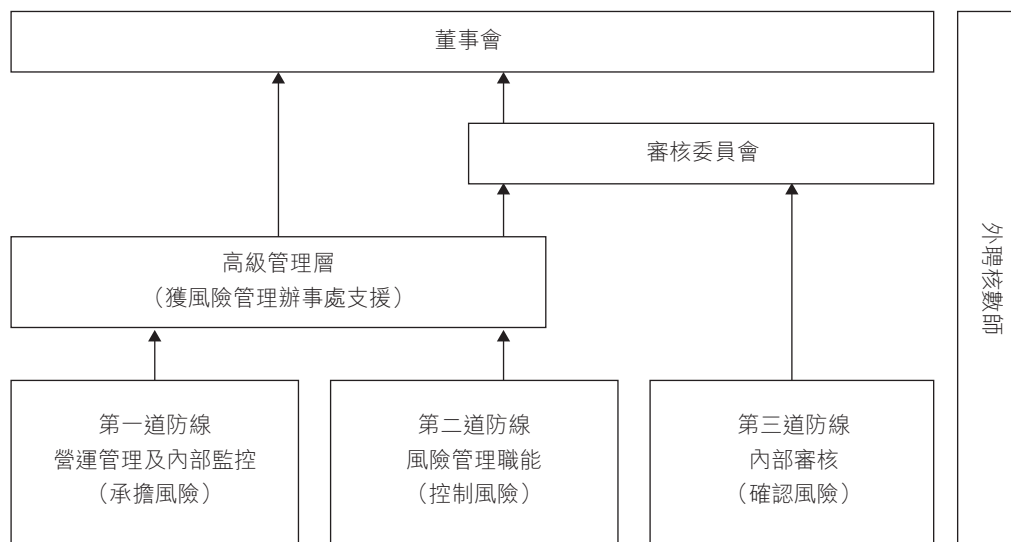 董事會
審核委員會
高級管理層
（獲風險管理辦事處支援）
第一道防線
營運管理及內部監控
（承擔風險）
第二道防線
風險管理職能
（控制風險）
第三道防線
內部審核
（確認風險）
外聘核數師